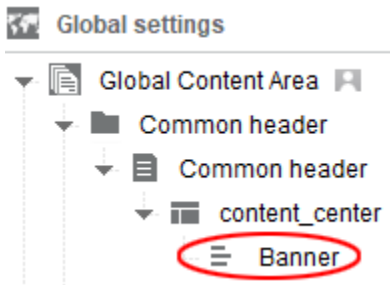 Global settings
Global Content Area
Common header
Common header
content_center
Banner